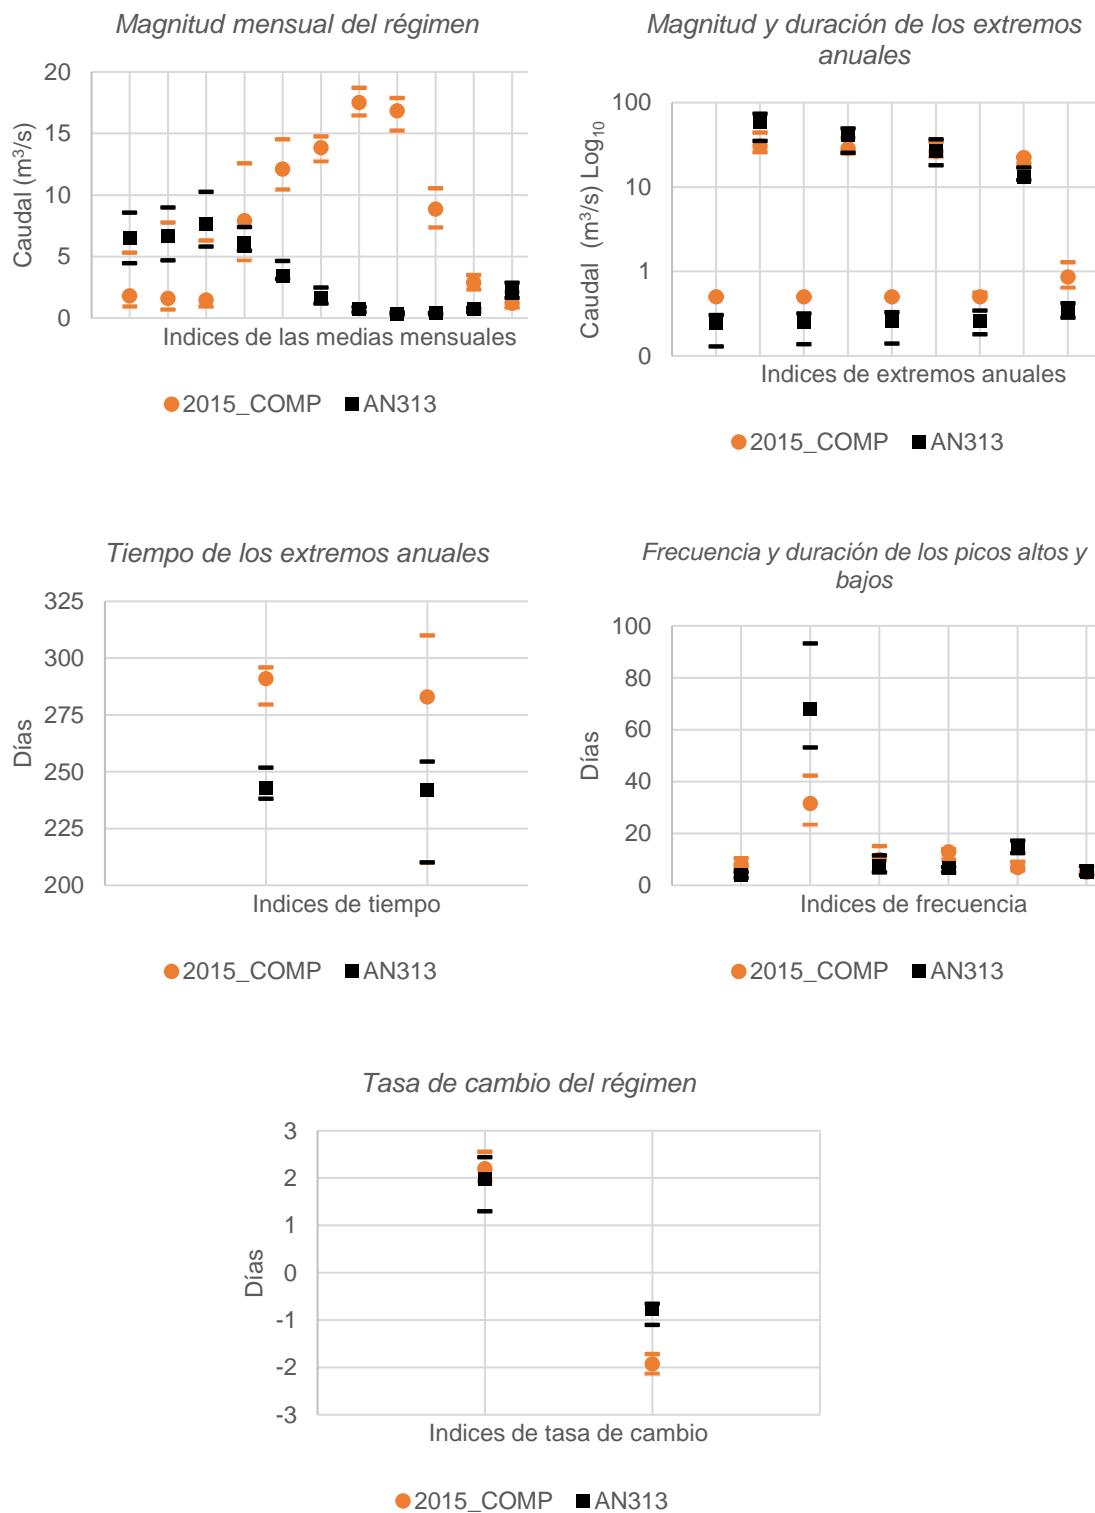 Magnitud mensual del régimen
20
15
10
5
0
Caudal (m³/s)
Indices de las medias mensuales
2015_COMP AN313
Magnitud y duración de los extremos
anuales
100
10
1
0
Caudal (m³/s) Log₁₀
Indices de extremos anuales
2015_COMP AN313
Tiempo de los extremos anuales
325
300
275
250
225
200
Días
Indices de tiempo
2015_COMP AN313
Frecuencia y duración de los picos altos y
bajos
100
80
60
40
20
0
Días
Indices de frecuencia
2015_COMP AN313
Tasa de cambio del régimen
3
2
1
0
-1
-2
-3
Días
Indices de tasa de cambio
2015_COMP AN313